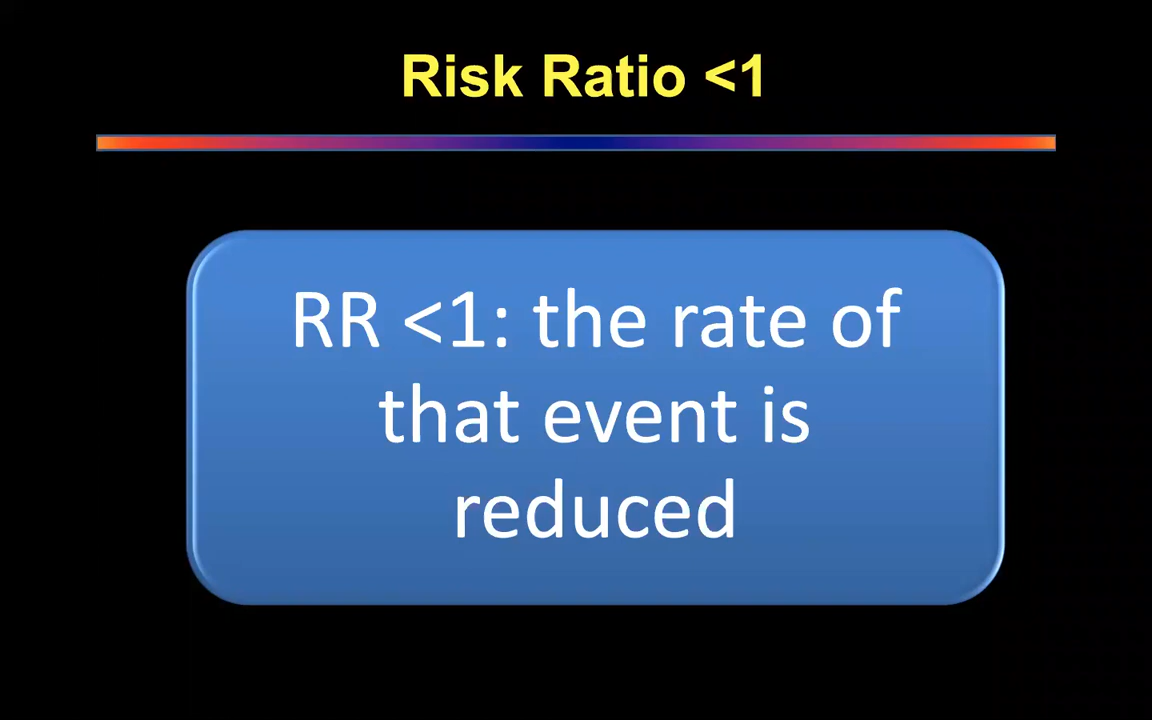 Risk Ratio <1
RR <1: the rate of
that event is
reduced